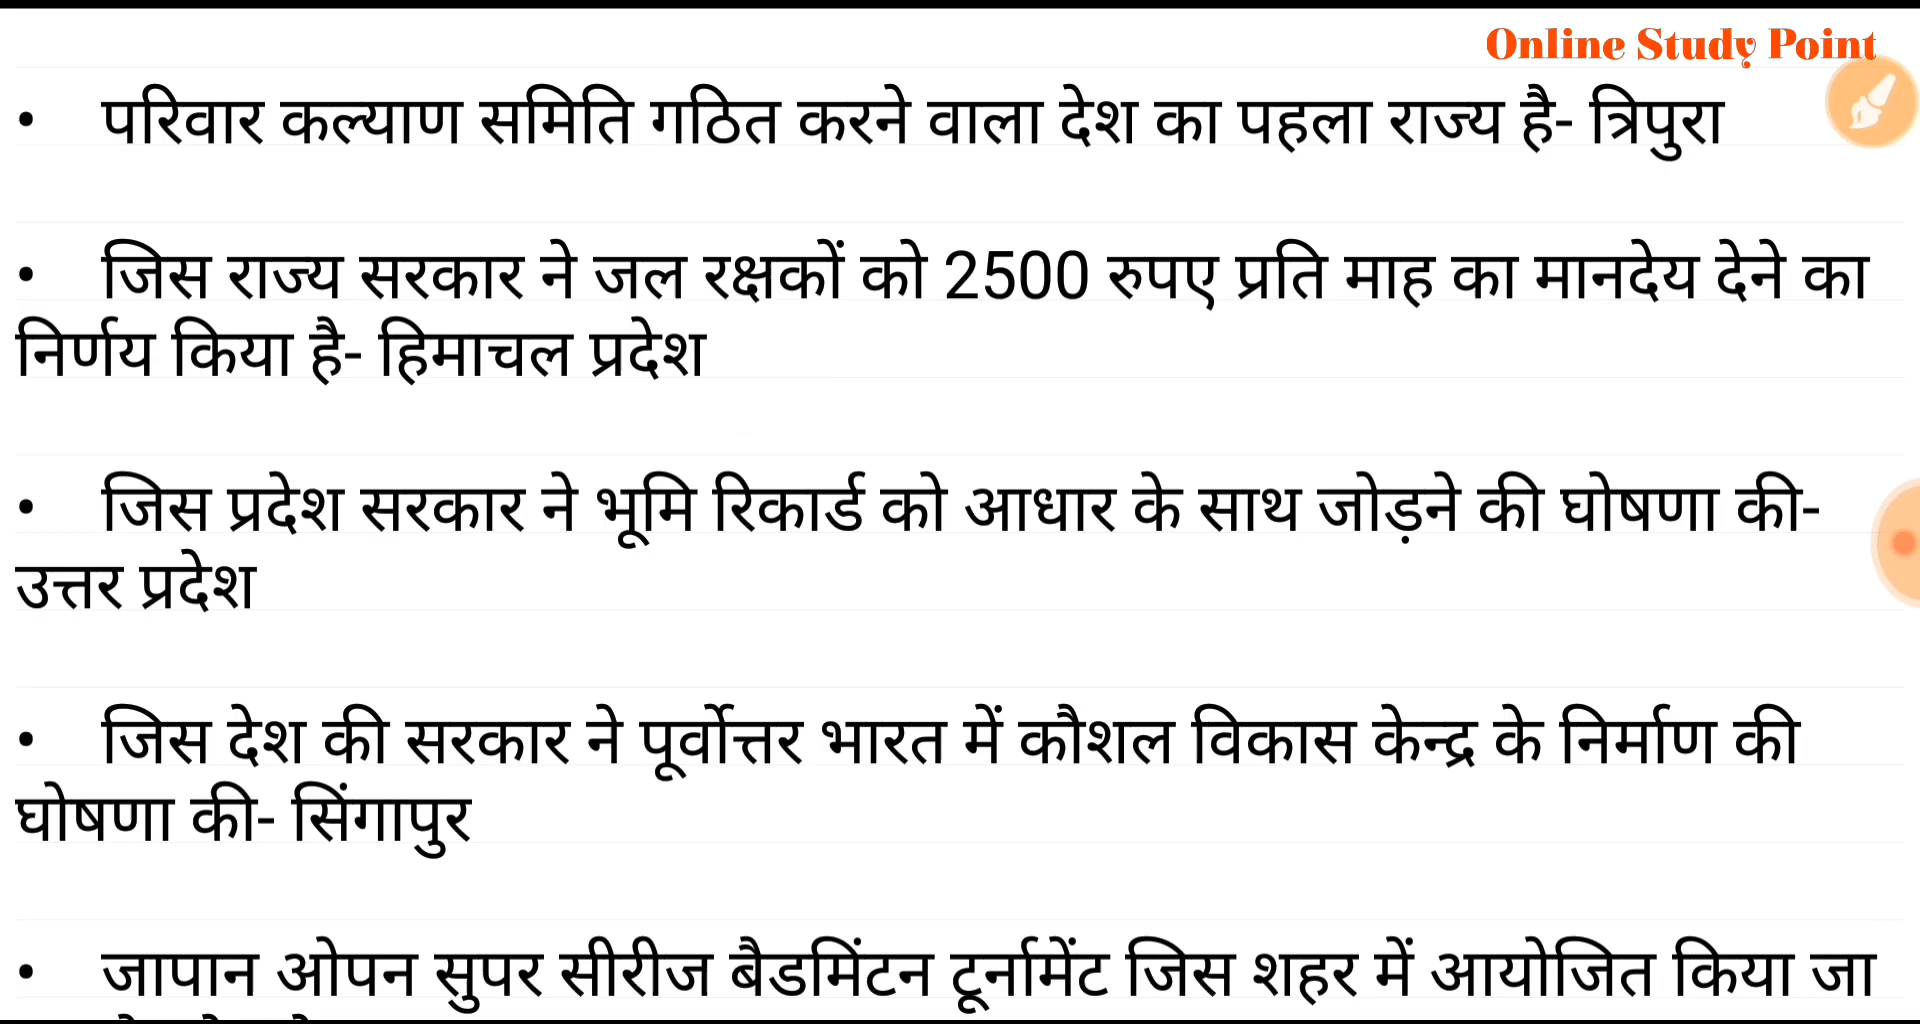 Online Study Point
• परिवार कल्याण समिति गठित करने वाला देश का पहला राज्य है- त्रिपुरा
• जिस राज्य सरकार ने जल रक्षकों को 2500 रुपए प्रति माह का मानदेय देने का
निर्णय किया है- हिमाचल प्रदेश
• जिस प्रदेश सरकार ने भूमि रिकार्ड को आधार के साथ जोड़ने की घोषणा की-
उत्तर प्रदेश
• जिस देश की सरकार ने पूर्वोत्तर भारत में कौशल विकास केन्द्र के निर्माण की
घोषणा की- सिंगापुर
• जापान ओपन सुपर सीरीज बैडमिंटन टूर्नामेंट जिस शहर में आयोजित किया जा